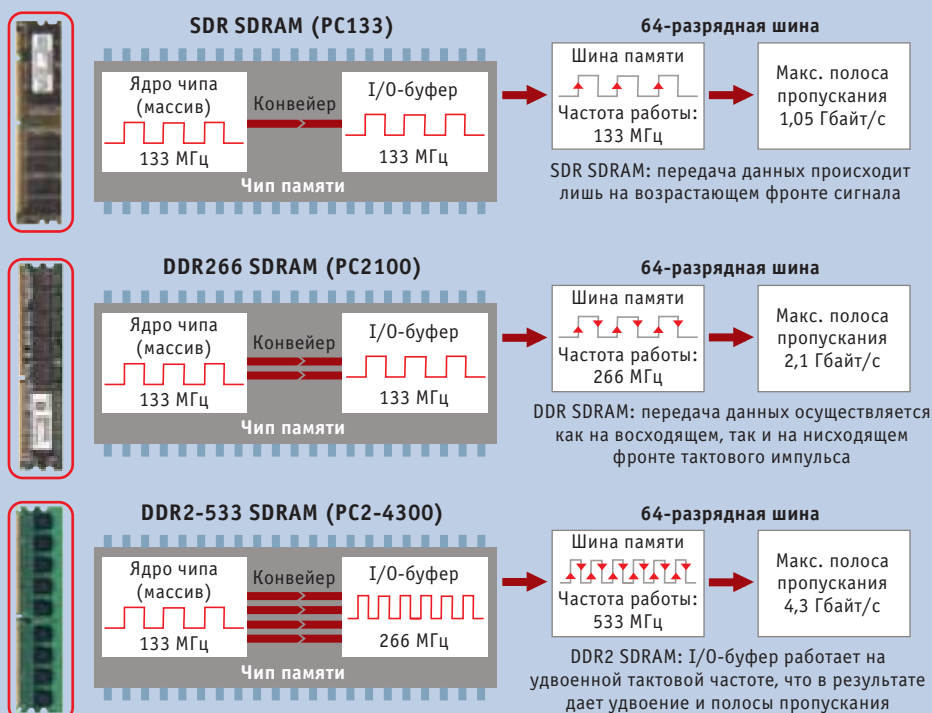 SDR SDRAM (PC133)
Ядро чипа
(массив)
133 МГц
Конвейер
I/O-буфер
133 МГц
Чип памяти
64-разрядная шина
Шина памяти
Частота работы:
133 МГц
Макс. полоса
пропускания
1,05 Гбайт/с
SDR SDRAM: передача данных происходит
лишь на возрастающем фронте сигнала
DDR266 SDRAM (PC2100)
Ядро чипа
(массив)
133 МГц
Конвейер
I/O-буфер
133 МГц
Чип памяти
64-разрядная шина
Шина памяти
Частота работы:
266 МГц
Макс. полоса
пропускания
2,1 Гбайт/с
DDR SDRAM: передача данных осуществляется
как на восходящем, так и на нисходящем
фронте тактового импульса
DDR2-533 SDRAM (PC2-4300)
Ядро чипа
(массив)
133 МГц
Конвейер
I/O-буфер
266 МГц
Чип памяти
64-разрядная шина
Шина памяти
Частота работы:
533 МГц
Макс. полоса
пропускания
4,3 Гбайт/с
DDR2 SDRAM: I/O-буфер работает на
удвоенной тактовой частоте, что в результате
дает удвоение и полосы пропускания